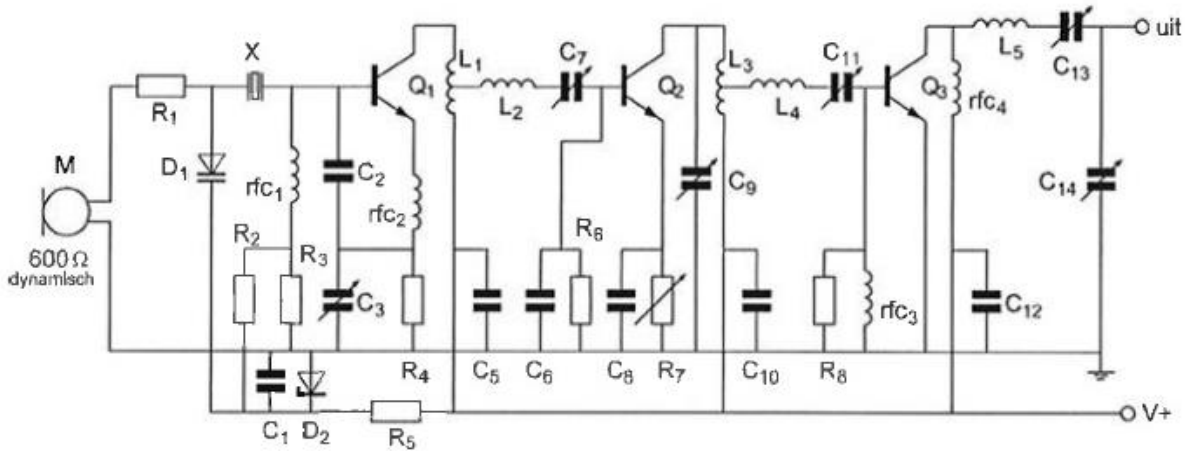 X
R1
M
600 Ω
dynamisch
D1
rfc1
R2
R3
C2
C3
Q1
rfc2
R4
L1
L2
C7
C5
C6
R6
Q2
C8
R7
C9
L3
L4
C11
C10
R8
rfc3
Q3
rfc4
L5
C13
uit
C14
C12
C1
D2
R5
V+